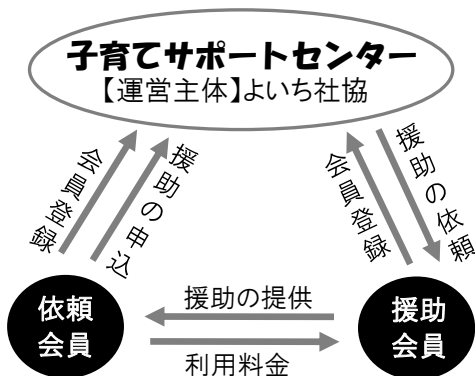 子育てサポートセンター
【運営主体】よいち社協
会員登録
援助の申込
会員登録
援助の依頼
依頼
会員
援助の提供
利用料金
援助
会員